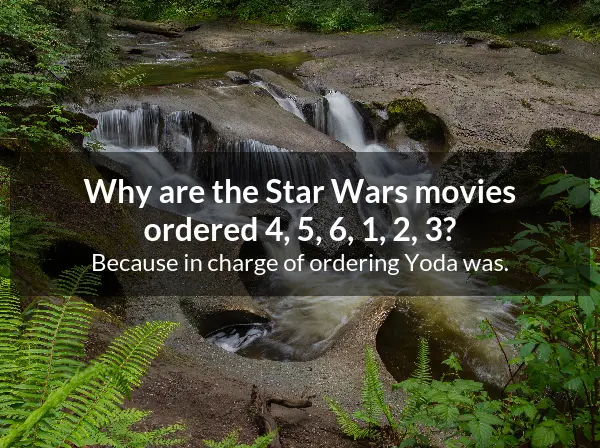 Why are the Star Wars movies
ordered 4, 5, 6, 1, 2, 3?
Because in charge of ordering Yoda was.